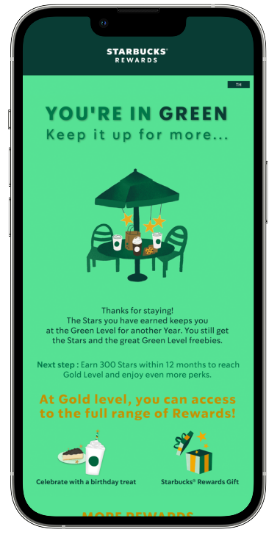 STARBUCKS®
REWARDS
TH
YOU'RE IN GREEN
Keep it up for more...
Thanks for staying!
The Stars you have earned keeps you
at the Green Level for another Year. You still get
the Stars and the great Green Level freebies.
Next step : Earn 300 Stars within 12 months to reach
Gold Level and enjoy even more perks.
At Gold level, you can access
to the full range of Rewards!
Celebrate with a birthday treat
Starbucks® Rewards Gift
MORE REWARDS